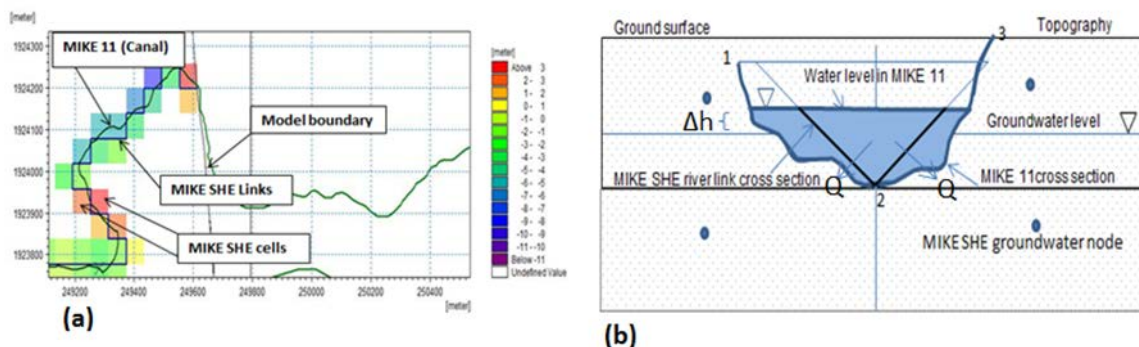 [meter]
1924300
1924200
1924100
1924000
1923900
1923800
249200
249400
249600
249800
250000
250200
250400
[meter]
MIKE 11 (Canal)
Model boundary
MIKE SHE Links
MIKE SHE cells
[meter]
Above 3
2 - 3
1 - 2
0 - 1
-1 - 0
-2 - -1
-3 - -2
-4 - -3
-5 - -4
-6 - -5
-7 - -6
-8 - -7
-9 - -8
-10 - -9
-11 - -10
Below -11
Undefined Value
(a)
Ground surface
Topography
1
3
Water level in MIKE 11
Groundwater level
Δh
MIKE SHE river link cross section
Q
2
Q
MIKE 11 cross section
MIKE SHE groundwater node
(b)